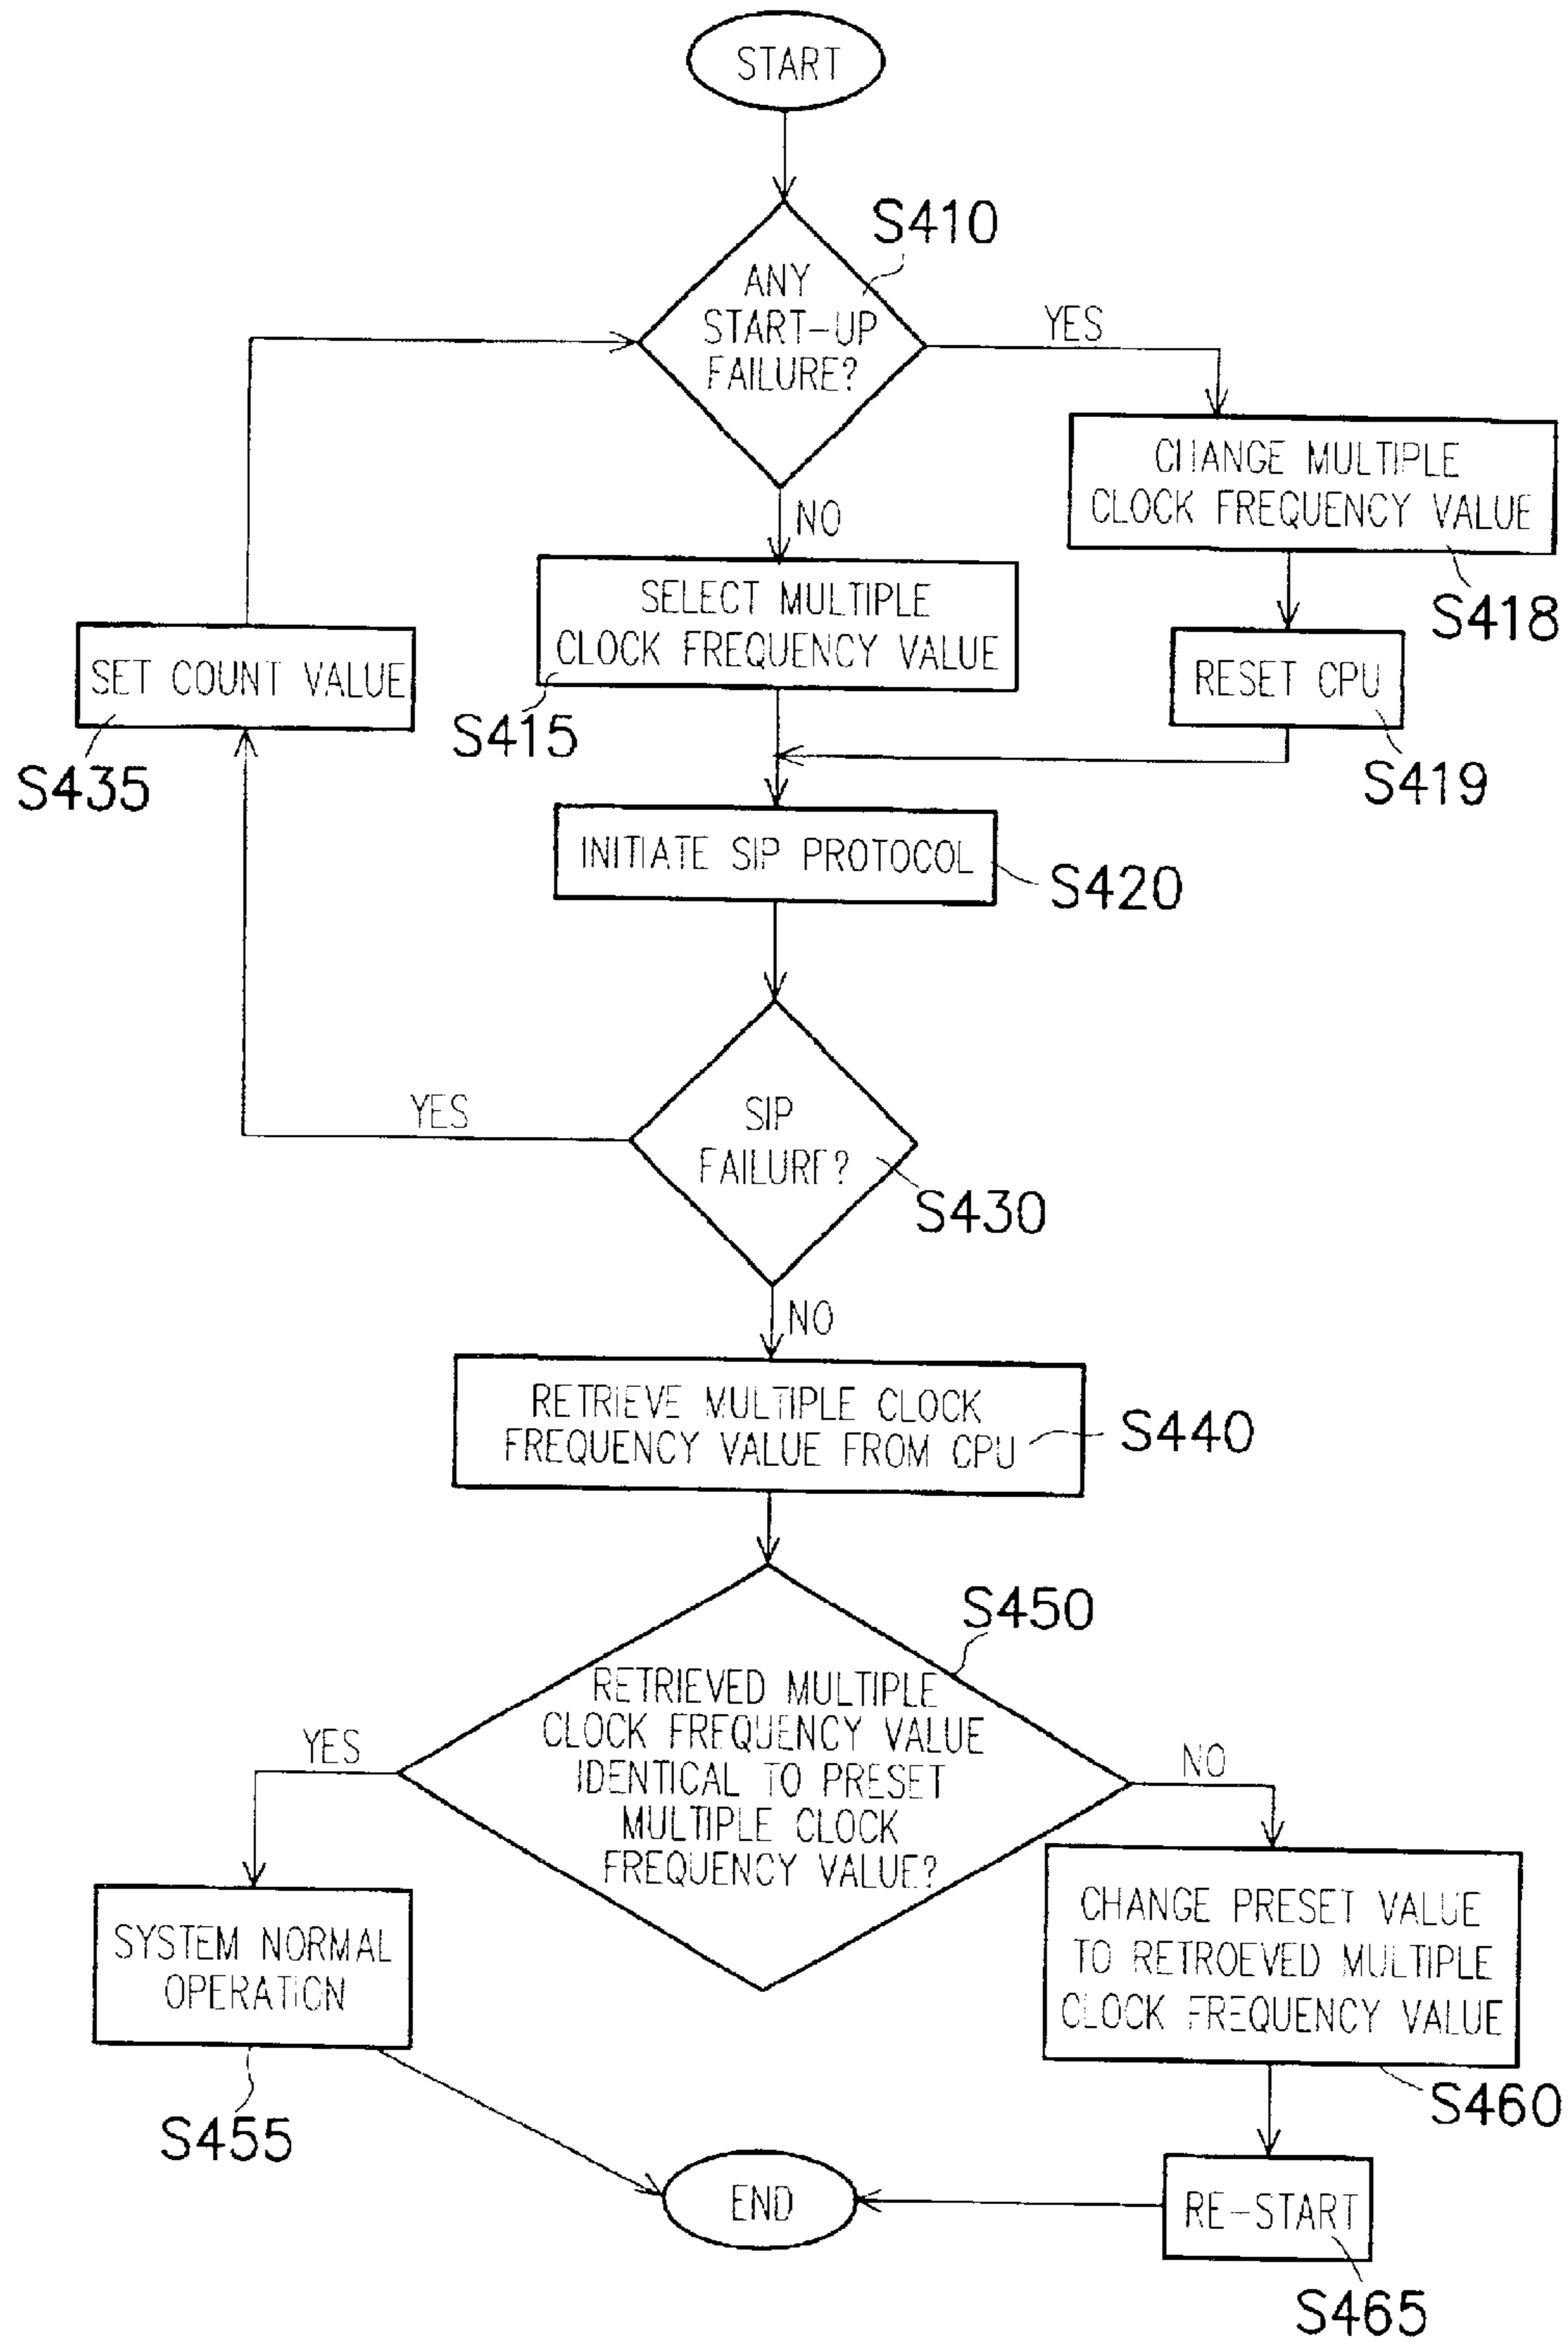 START
S410
ANY
START-UP
FAILURE?
YES
CHANGE MULTIPLE
CLOCK FREQUENCY VALUE
S418
NO
SELECT MULTIPLE
CLOCK FREQUENCY VALUE
S415
SET COUNT VALUE
S435
RESET CPU
S419
INITIATE SIP PROTOCOL
S420
YES
SIP
FAILURE?
S430
NO
RETRIEVE MULTIPLE CLOCK
FREQUENCY VALUE FROM CPU
S440
S450
RETRIEVED MULTIPLE
CLOCK FREQUENCY VALUE
IDENTICAL TO PRESET
MULTIPLE CLOCK
FREQUENCY VALUE?
YES
NO
SYSTEM NORMAL
OPERATION
S455
CHANGE PRESET VALUE
TO RETROEVED MULTIPLE
CLOCK FREQUENCY VALUE
S460
END
RE-START
S465